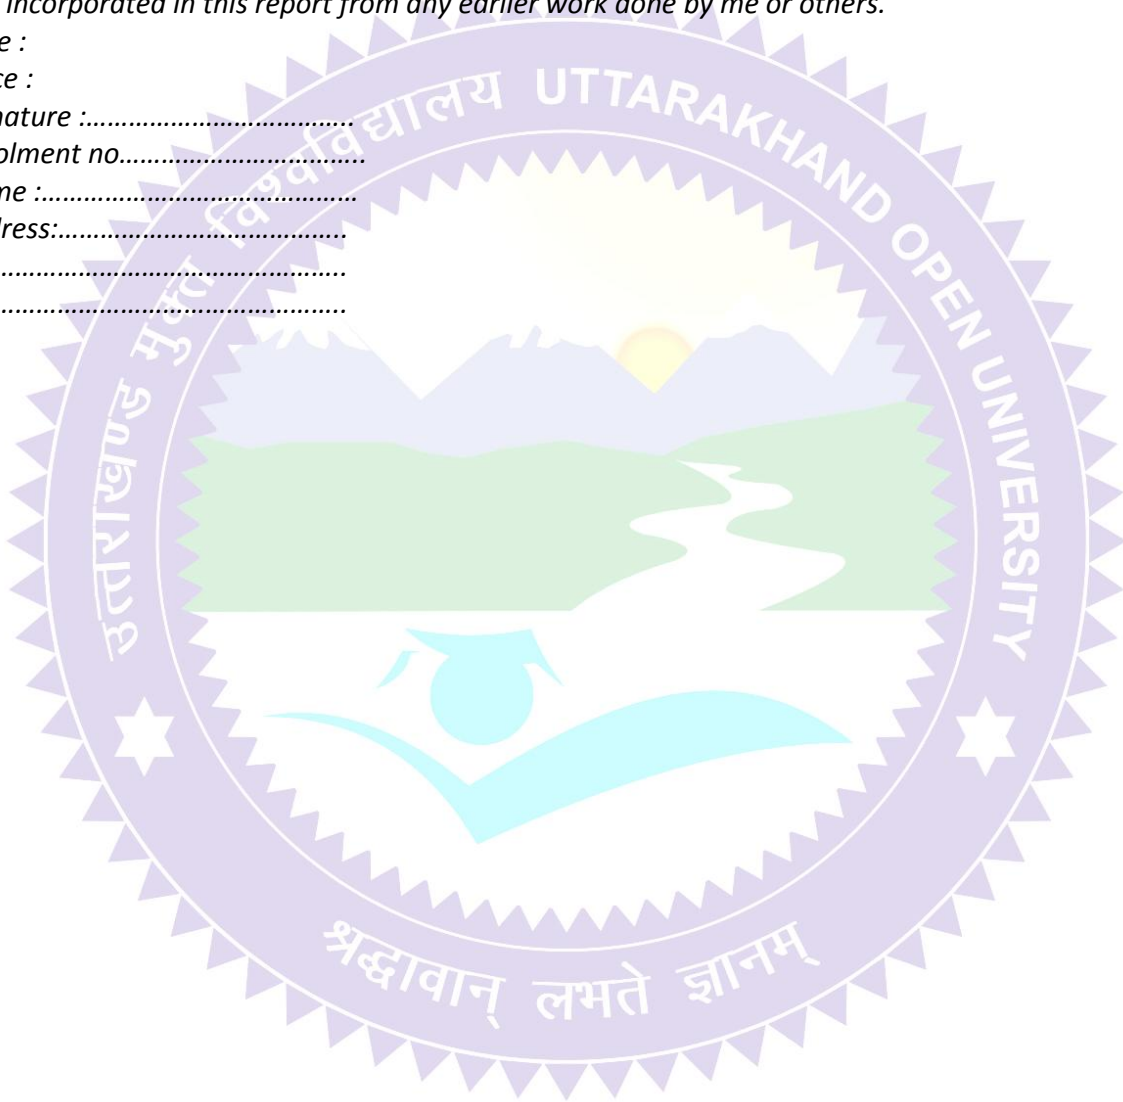 incorporated in this report from any earlier work done by me or others.
e :
ce :
nature :....................................
olment no..................................
me :..........................................
dress:.......................................
................................................
................................................
उत्तराखण्ड मुक्त विश्वविद्यालय UTTARAKHAND OPEN UNIVERSITY
श्रद्धावान् लभते ज्ञानम्